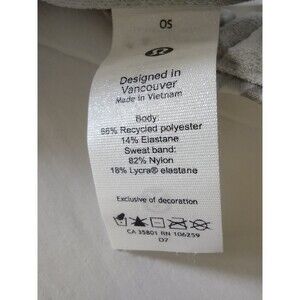 OS
Designed in
Vancouver
Made in Vietnam
Body:
86% Recycled polyester
14% Elastane
Sweat band:
82% Nylon
18% Lycra® elastane
Exclusive of decoration
CA 35801 RN 106259
D7